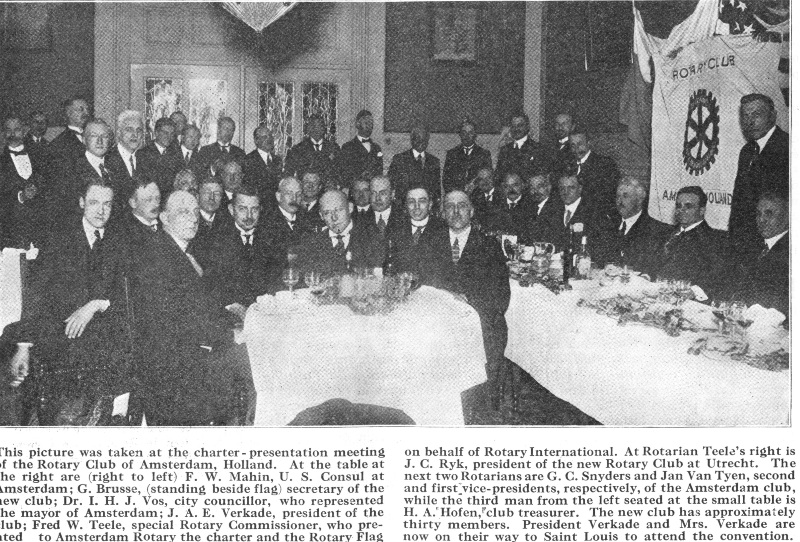 ROTARY CLUB
This picture was taken at the charter-presentation meeting
of the Rotary Club of Amsterdam, Holland. At the table at
the right are (right to left) F. W. Mahin, U. S. Consul at
Amsterdam; G. Brusse, (standing beside flag) secretary of the
new club; Dr. I. H. J. Vos, city councilor, who represented
the mayor of Amsterdam; J. A. E. Verkade, president of the
club; Fred W. Teele, special Rotary Commissioner, who pre-
ated to Amsterdam Rotary the charter and the Rotary Flag
on behalf of Rotary International. At Rotarian Teele's right is
J. C. Ryk, president of the new Rotary Club at Utrecht. The
next two Rotarians are G. C. Snyders and Jan Van Tyen, second
and first vice-presidents, respectively, of the Amsterdam club,
while the third man from the left seated at the small table is
H. A. Hofen, club treasurer. The new club has approximately
thirty members. President Verkade and Mrs. Verkade are
now on their way to Saint Louis to attend the convention.